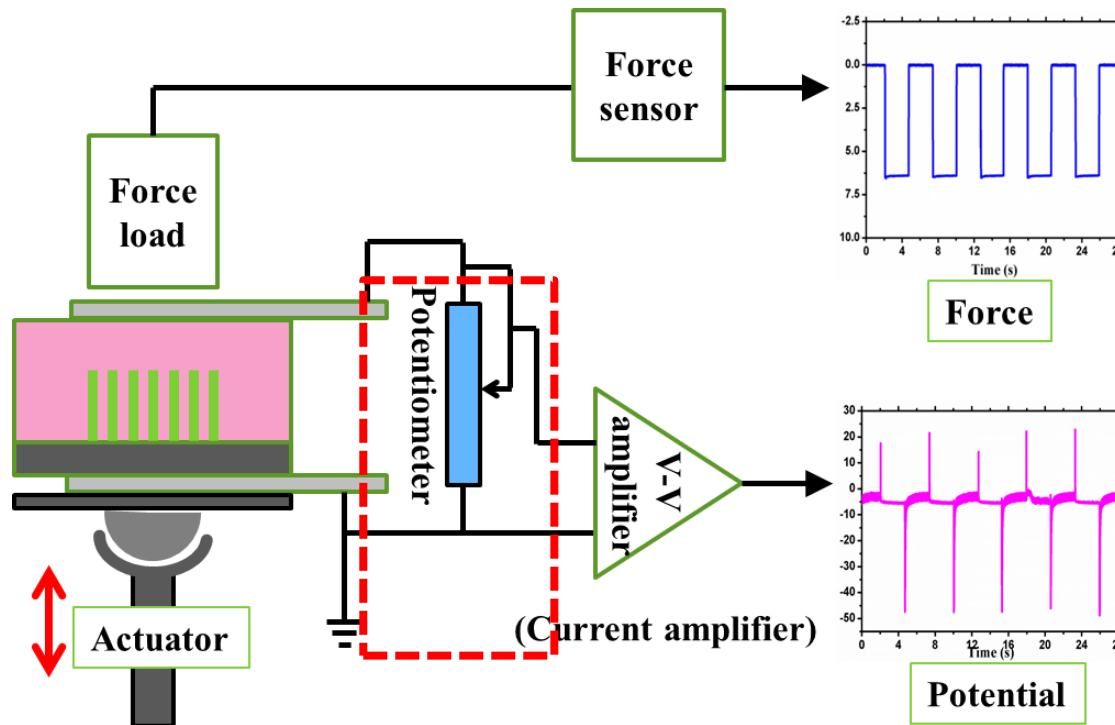 Force
sensor
Force
load
Potentiometer
V-V
amplifier
(Current amplifier)
Actuator
-2.5
0.0
2.5
5.0
7.5
10.0
0 4 8 12 16 20 24 28
Time (s)
Force
30
20
10
0
-10
-20
-30
-40
-50
0 4 8 12 16 20 24 28
Time (s)
Potential